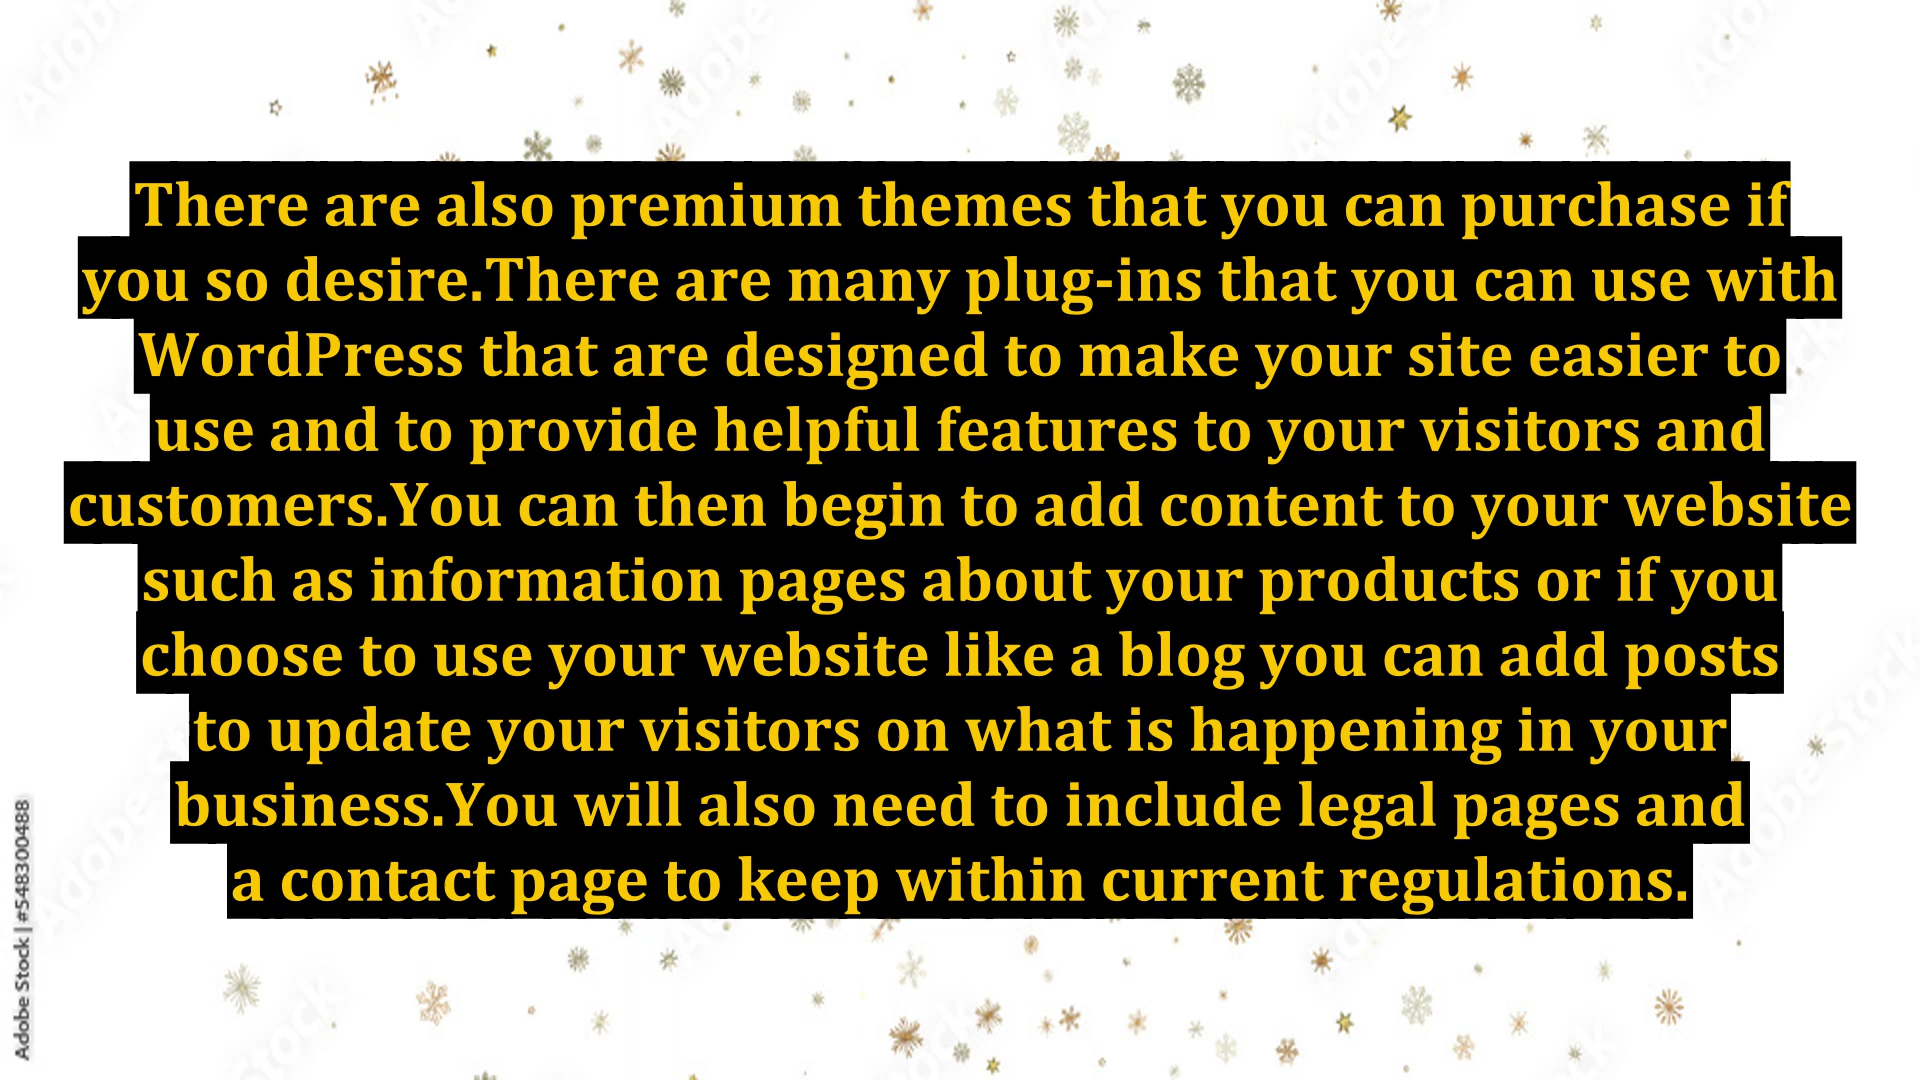 There are also premium themes that you can purchase if
you so desire.There are many plug-ins that you can use with
WordPress that are designed to make your site easier to
use and to provide helpful features to your visitors and
customers.You can then begin to add content to your website
such as information pages about your products or if you
choose to use your website like a blog you can add posts
to update your visitors on what is happening in your
business.You will also need to include legal pages and
a contact page to keep within current regulations.
Adobe Stock | #548300488